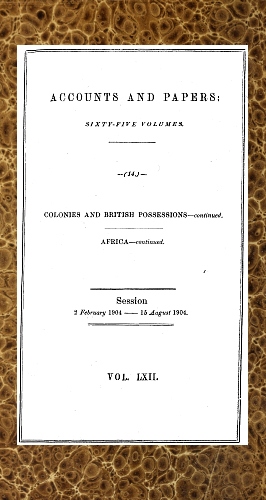 ACCOUNTS AND PAPERS:
SIXTY-FIVE VOLUMES.
—(14.)—
COLONIES AND BRITISH POSSESSIONS—continued.
AFRICA—continued.
Session
2 February 1904 —— 15 August 1904.
VOL. LXII.